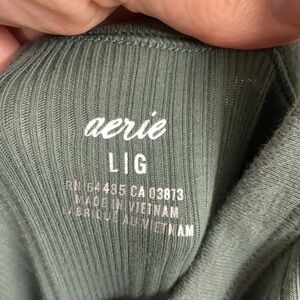 aerie
L|G
RN 54485 CA 03813
MADE IN VIETNAM
FABRIQUÉ AU VIETNAM